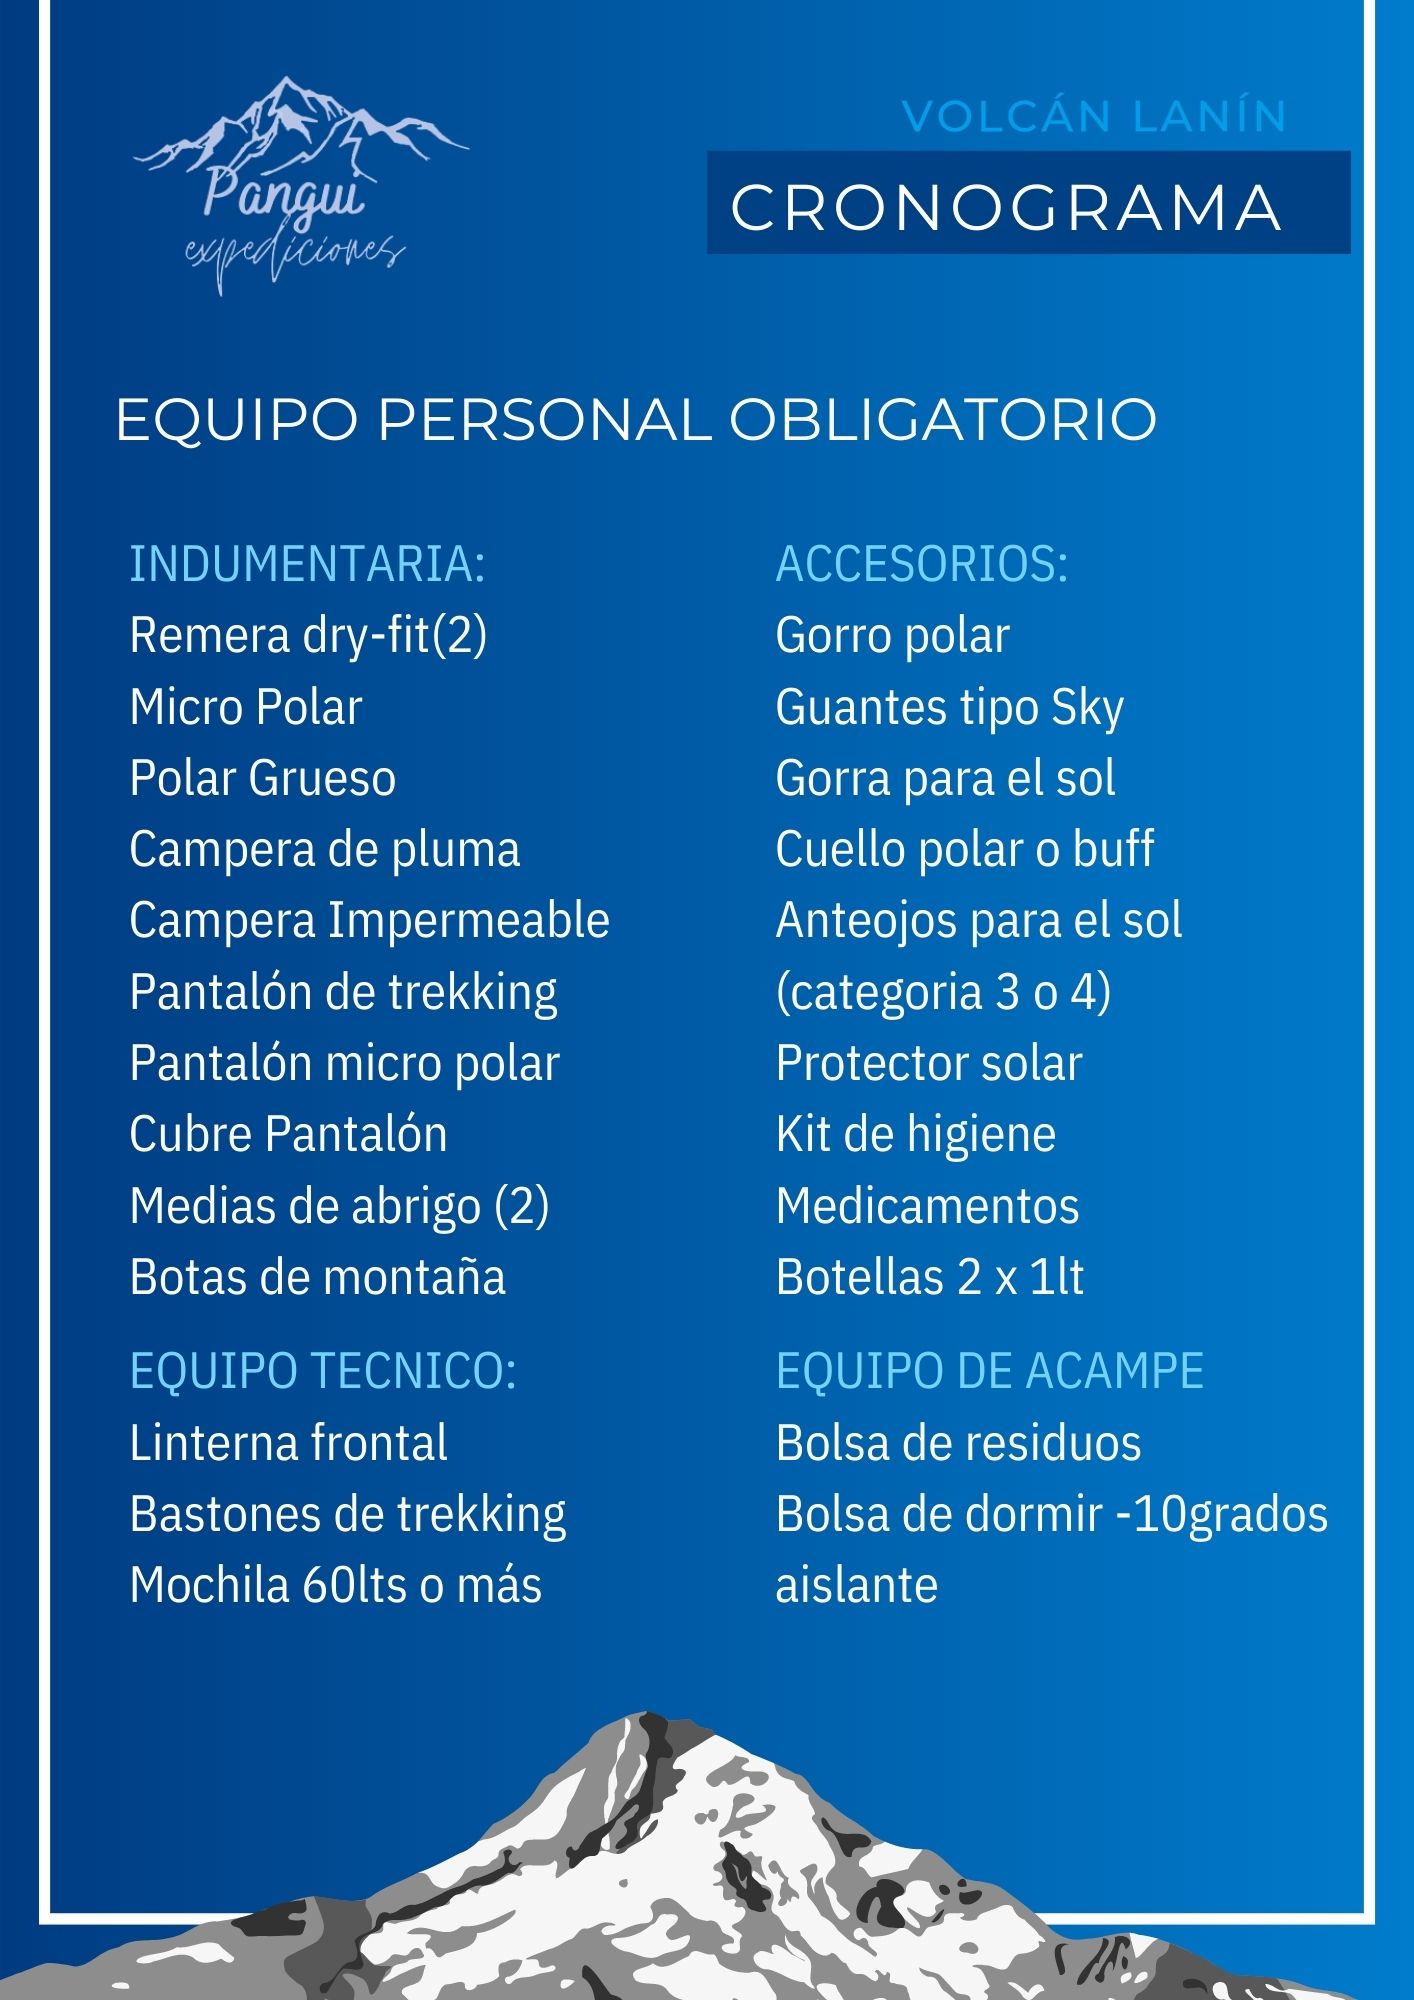 Pangui
expediciones
VOLCÁN LANÍN
CRONOGRAMA
EQUIPO PERSONAL OBLIGATORIO
INDUMENTARIA:
Remera dry-fit(2)
Micro Polar
Polar Grueso
Campera de pluma
Campera Impermeable
Pantalón de trekking
Pantalón micro polar
Cubre Pantalón
Medias de abrigo (2)
Botas de montaña
EQUIPO TECNICO:
Linterna frontal
Bastones de trekking
Mochila 60lts o más
ACCESORIOS:
Gorro polar
Guantes tipo Sky
Gorra para el sol
Cuello polar o buff
Anteojos para el sol
(categoria 3 o 4)
Protector solar
Kit de higiene
Medicamentos
Botellas 2 x 1lt
EQUIPO DE ACAMPE
Bolsa de residuos
Bolsa de dormir -10grados
aislante